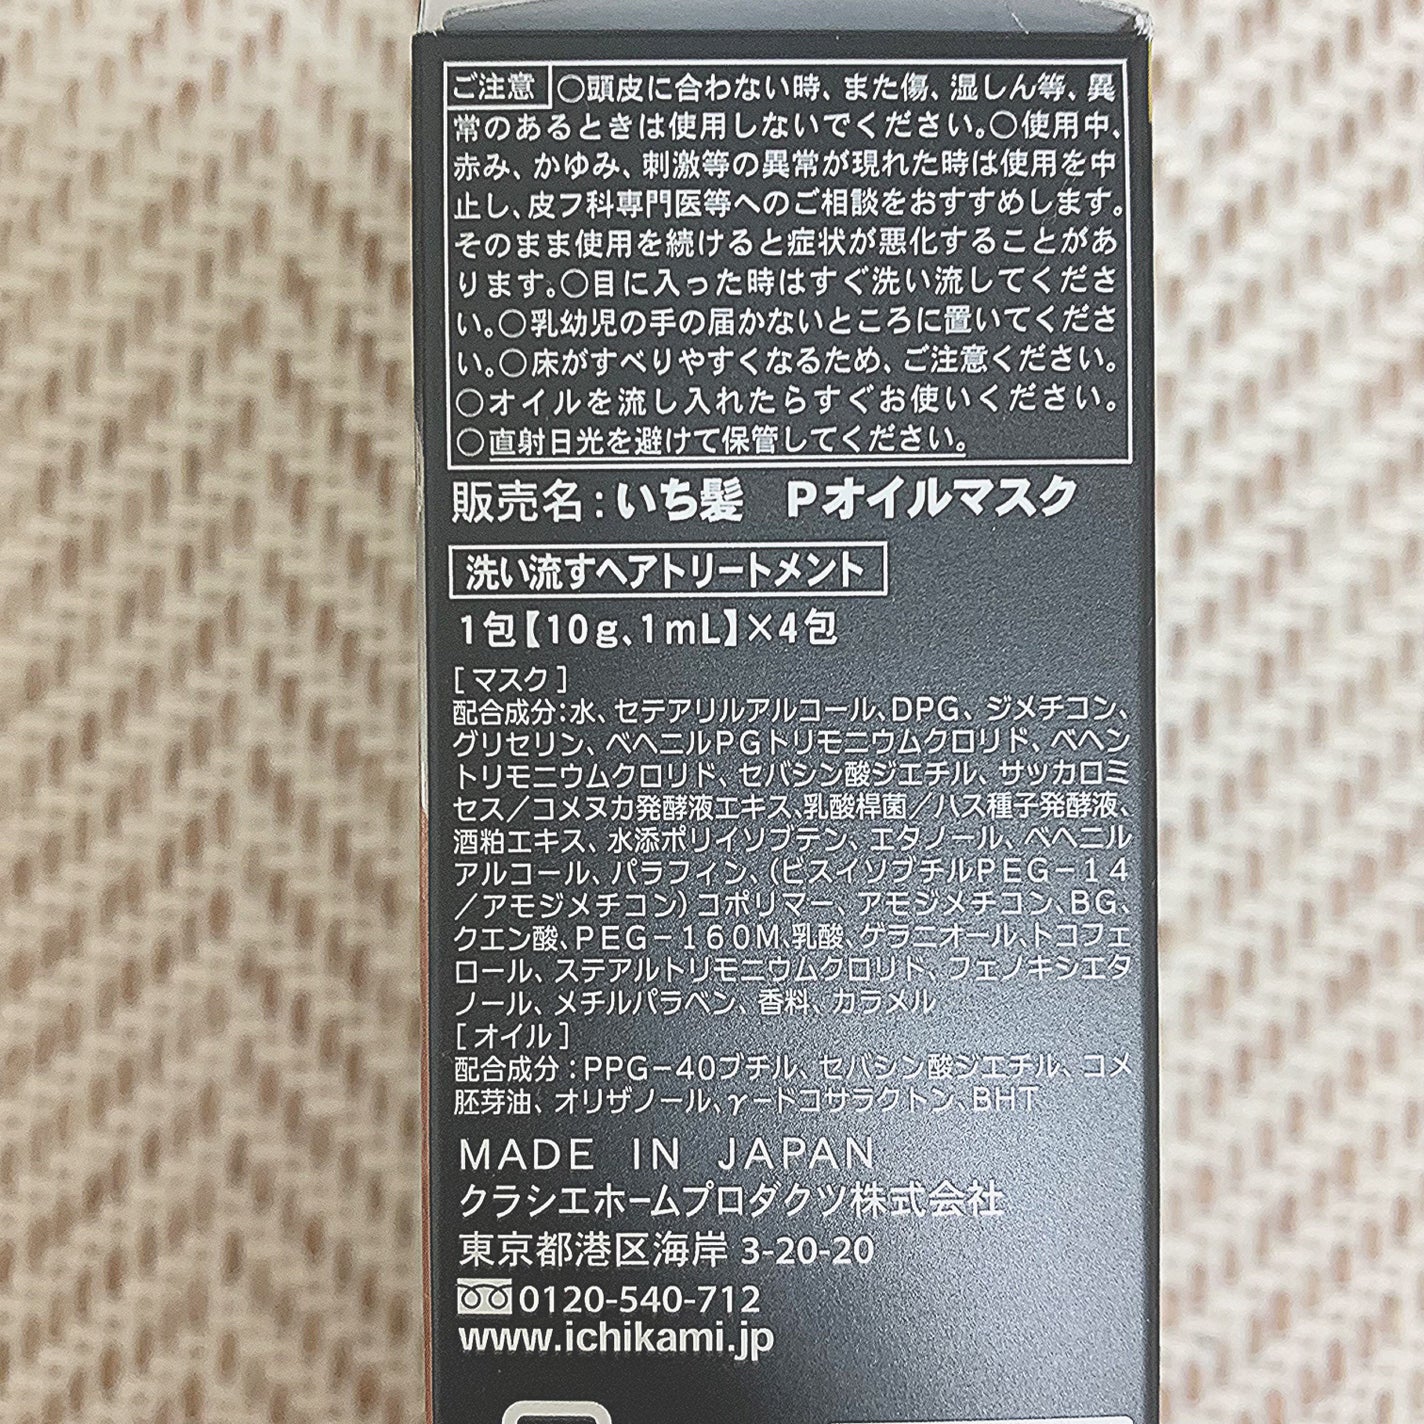 ご注意 ○頭皮に合わない時、また傷、湿しん等、異
常のあるときは使用しないでください。○使用中、
赤み、かゆみ、刺激等の異常が現れた時は使用を中
止し、皮フ科専門医等へのご相談をおすすめします。
そのまま使用を続けると症状が悪化することがあ
ります。○目に入った時はすぐ洗い流してくださ
い。○乳幼児の手の届かないところに置いてくださ
い。○床がすべりやすくなるため、ご注意ください。
○オイルを流し入れたらすぐお使いください。
○直射日光を避けて保管してください。
販売名：いち髪　Pオイルマスク
洗い流すヘアトリートメント
1包【10g、1mL】×4包
[マスク]
配合成分：水、セテアリルアルコール、DPG、ジメチコン、
グリセリン、ベヘニルPGトリモニウムクロリド、ベヘン
トリモニウムクロリド、セバシン酸ジエチル、サッカロミ
セス／コメヌカ発酵液エキス、乳酸桿菌／ハス種子発酵液、
酒粕エキス、水添ポリイソブテン、エタノール、ベヘニル
アルコール、パラフィン、（ビスイソブチルPEG－14
／アモジメチコン）コポリマー、アモジメチコン、BG、
クエン酸、PEG－160M、乳酸、ゲラニオール、トコフェ
ロール、ステアルトリモニウムクロリド、フェノキシエタ
ノール、メチルパラベン、香料、カラメル
[オイル]
配合成分：PPG－40ブチル、セバシン酸ジエチル、コメ
胚芽油、オリザノール、γ－トコサラクトン、BHT
MADE IN JAPAN
クラシエホームプロダクツ株式会社
東京都港区海岸 3-20-20
0120-540-712
www.ichikami.jp